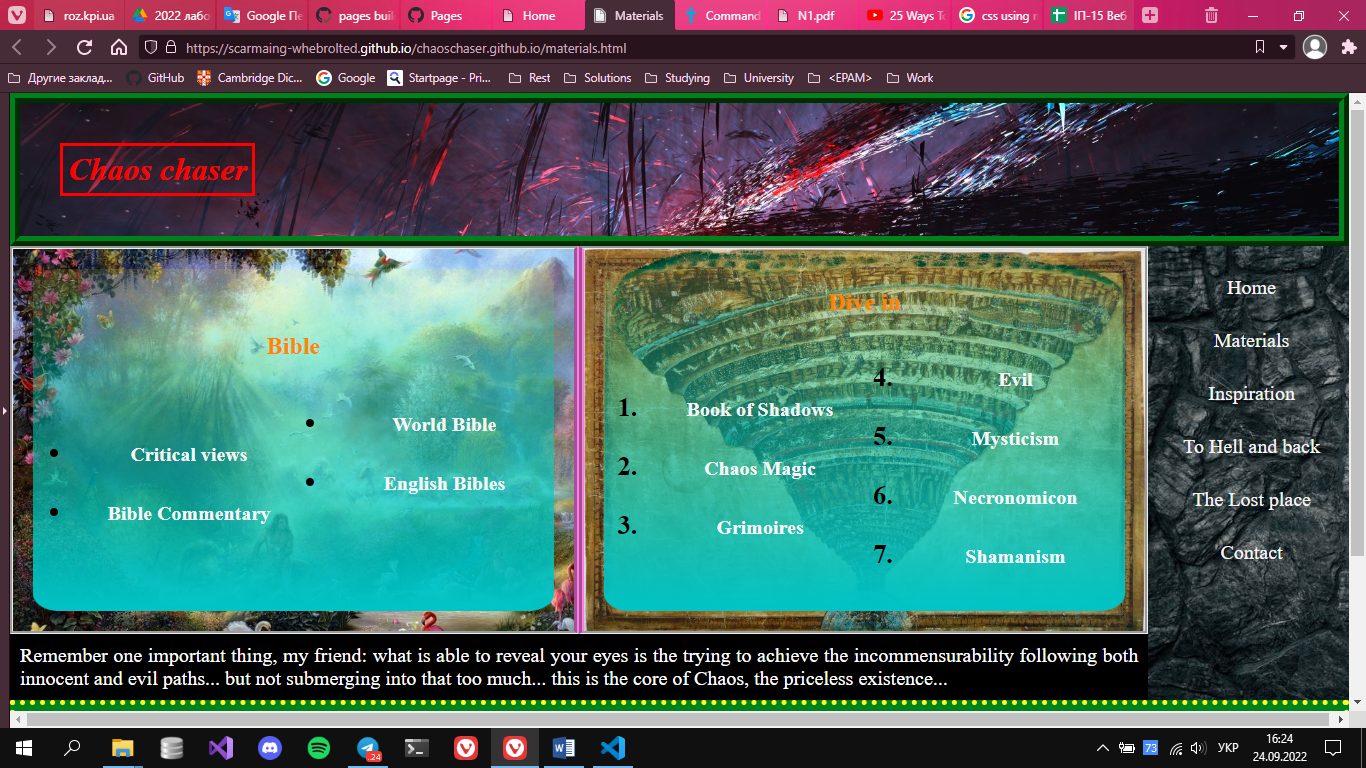 roz.kpi.ua
2022 лабо
Google Пе
pages buil
Pages
Home
Materials
Command
N1.pdf
25 Ways To
css using n
ІП-15 Веб
https://scarmaing-whebrolted.github.io/chaoschaser.github.io/materials.html
Другие заклад...
GitHub
Cambridge Dic...
Google
Startpage - Pri...
Rest
Solutions
Studying
University
<EPAM>
Work
Chaos chaser
Bible
Critical views
Bible Commentary
World Bible
English Bibles
Dive in
1. Book of Shadows
2. Chaos Magic
3. Grimoires
4. Evil
5. Mysticism
6. Necronomicon
7. Shamanism
Home
Materials
Inspiration
To Hell and back
The Lost place
Contact
Remember one important thing, my friend: what is able to reveal your eyes is the trying to achieve the incommensurability following both
innocent and evil paths... but not submerging into that too much... this is the core of Chaos, the priceless existence...
24
73
УКР
16:24
24.09.2022